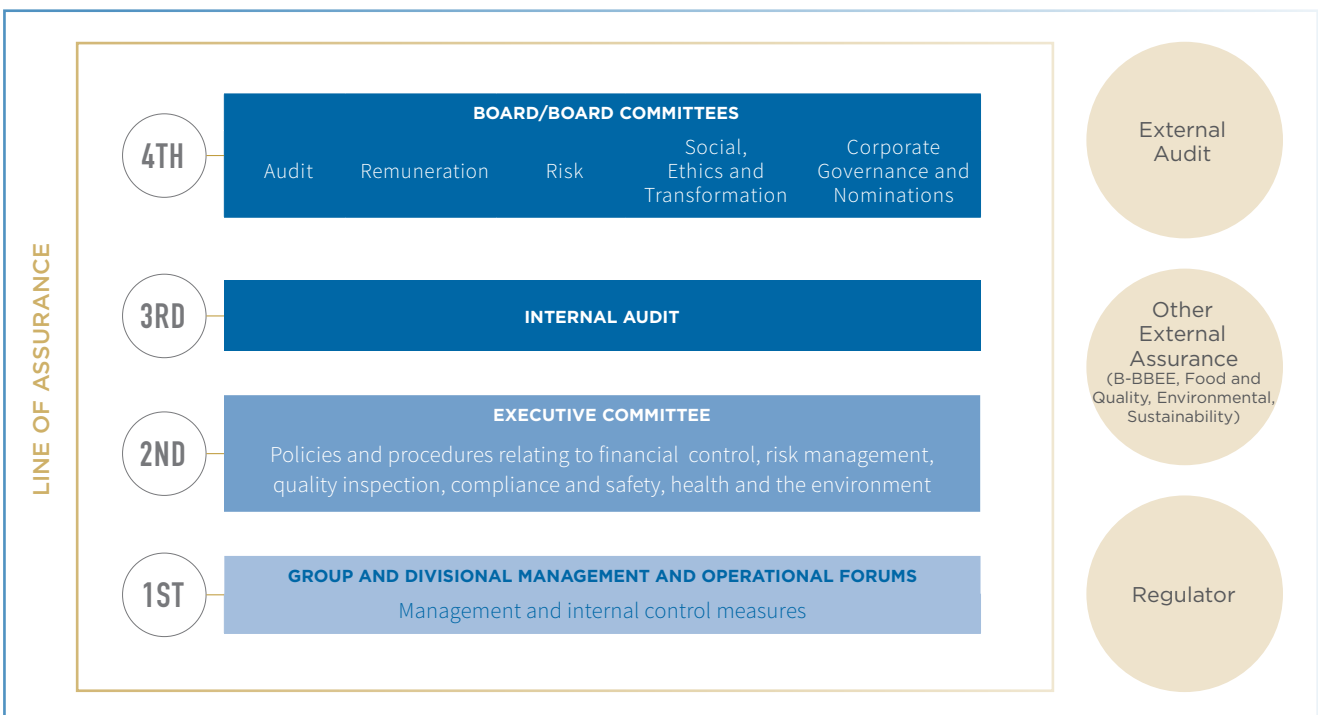 LINE OF ASSURANCE
4TH
BOARD/BOARD COMMITTEES
Audit
Remuneration
Risk
Social,
Ethics and
Transformation
Corporate
Governance and
Nominations
3RD
INTERNAL AUDIT
2ND
EXECUTIVE COMMITTEE
Policies and procedures relating to financial control, risk management,
quality inspection, compliance and safety, health and the environment
1ST
GROUP AND DIVISIONAL MANAGEMENT AND OPERATIONAL FORUMS
Management and internal control measures
External
Audit
Other
External
Assurance
(B-BBEE, Food and
Quality, Environmental,
Sustainability)
Regulator